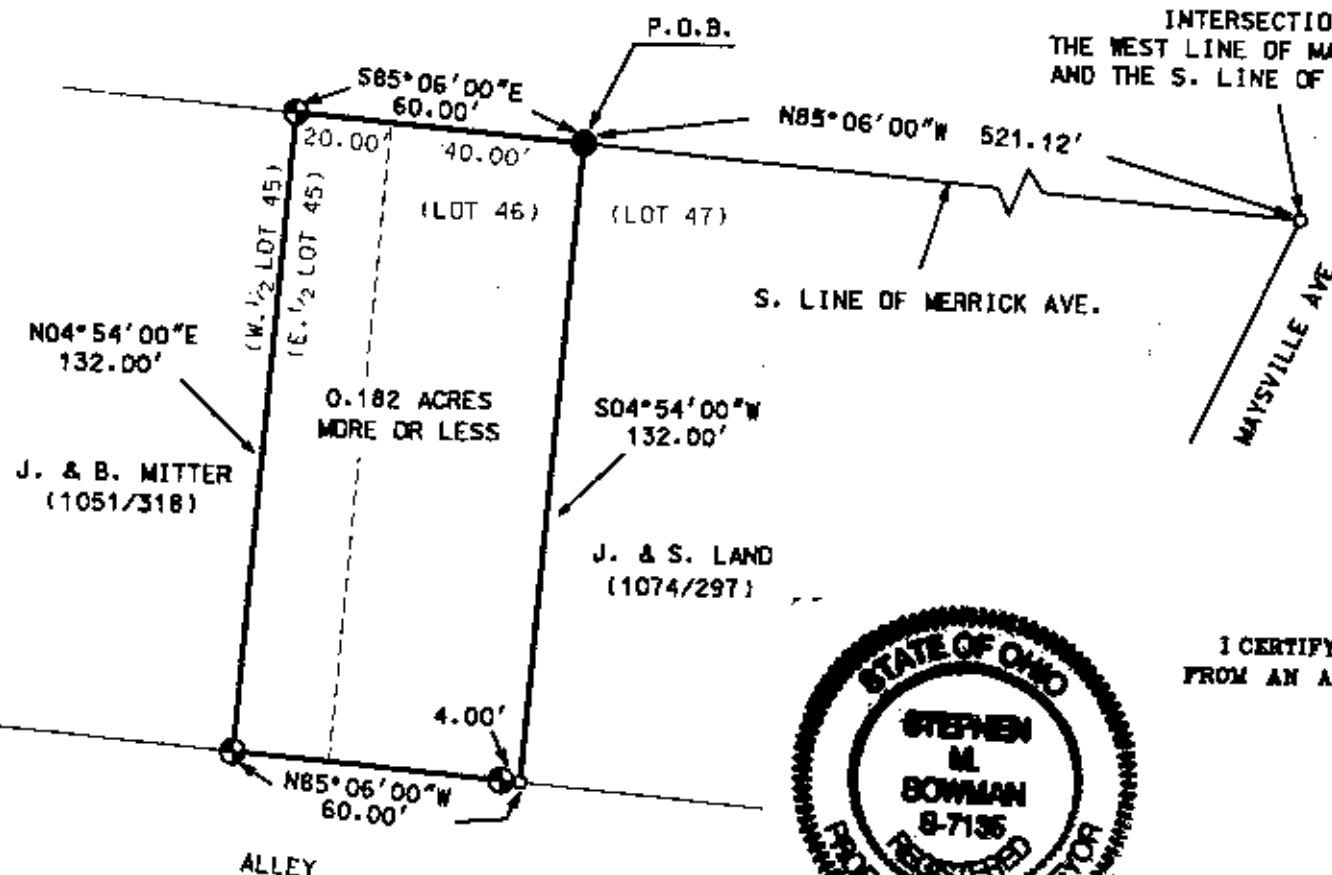 P.O.B.
INTERSECTIO
THE WEST LINE OF MA
AND THE S. LINE OF
S85°06'00"E
60.00'
N85°06'00"W 521.12'
20.00'
40.00'
(LOT 46)
(LOT 47)
(W. 1/2 LOT 45)
(E. 1/2 LOT 45)
S. LINE OF MERRICK AVE.
MAYSVILLE AVE
N04°54'00"E
132.00'
0.182 ACRES
MORE OR LESS
S04°54'00"W
132.00'
J. & B. MITTER
(1051/318)
J. & S. LAND
(1074/297)
I CERTIFY
FROM AN A
STATE OF OHIO
STEPHEN
M.
BOWMAN
S-7135
REGISTERED
4.00'
N85°06'00"W
60.00'
ALLEY